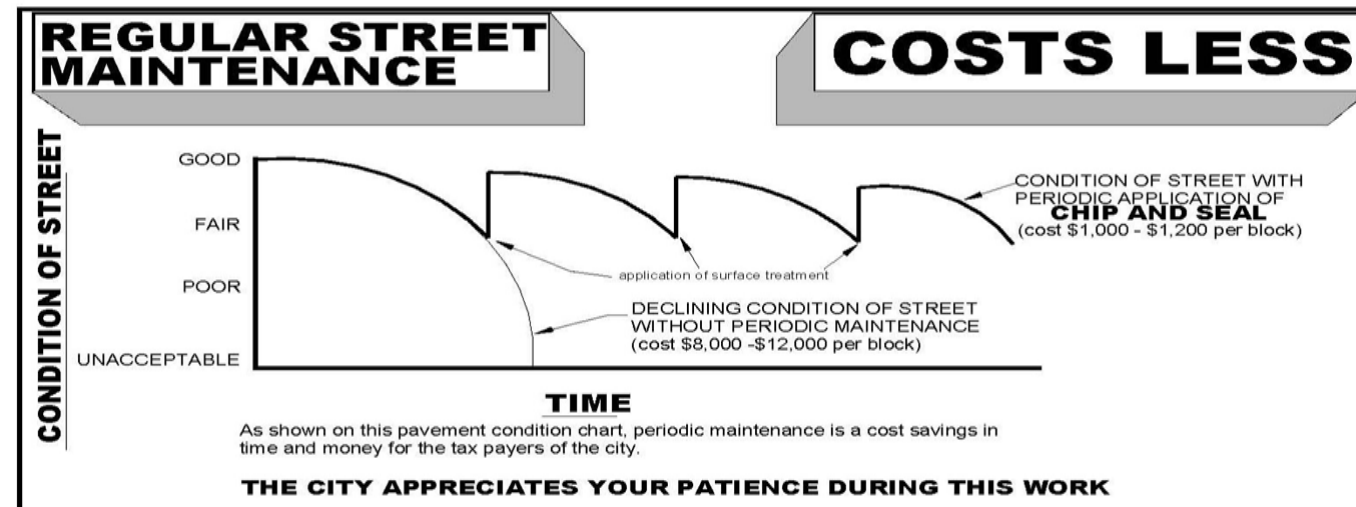 REGULAR STREET
MAINTENANCE
COSTS LESS
CONDITION OF STREET
GOOD
FAIR
POOR
UNACCEPTABLE
CONDITION OF STREET WITH
PERIODIC APPLICATION OF
CHIP AND SEAL
(cost $1,000 - $1,200 per block)
application of surface treatment
DECLINING CONDITION OF STREET
WITHOUT PERIODIC MAINTENANCE
(cost $8,000 -$12,000 per block)
TIME
As shown on this pavement condition chart, periodic maintenance is a cost savings in
time and money for the tax payers of the city.
THE CITY APPRECIATES YOUR PATIENCE DURING THIS WORK